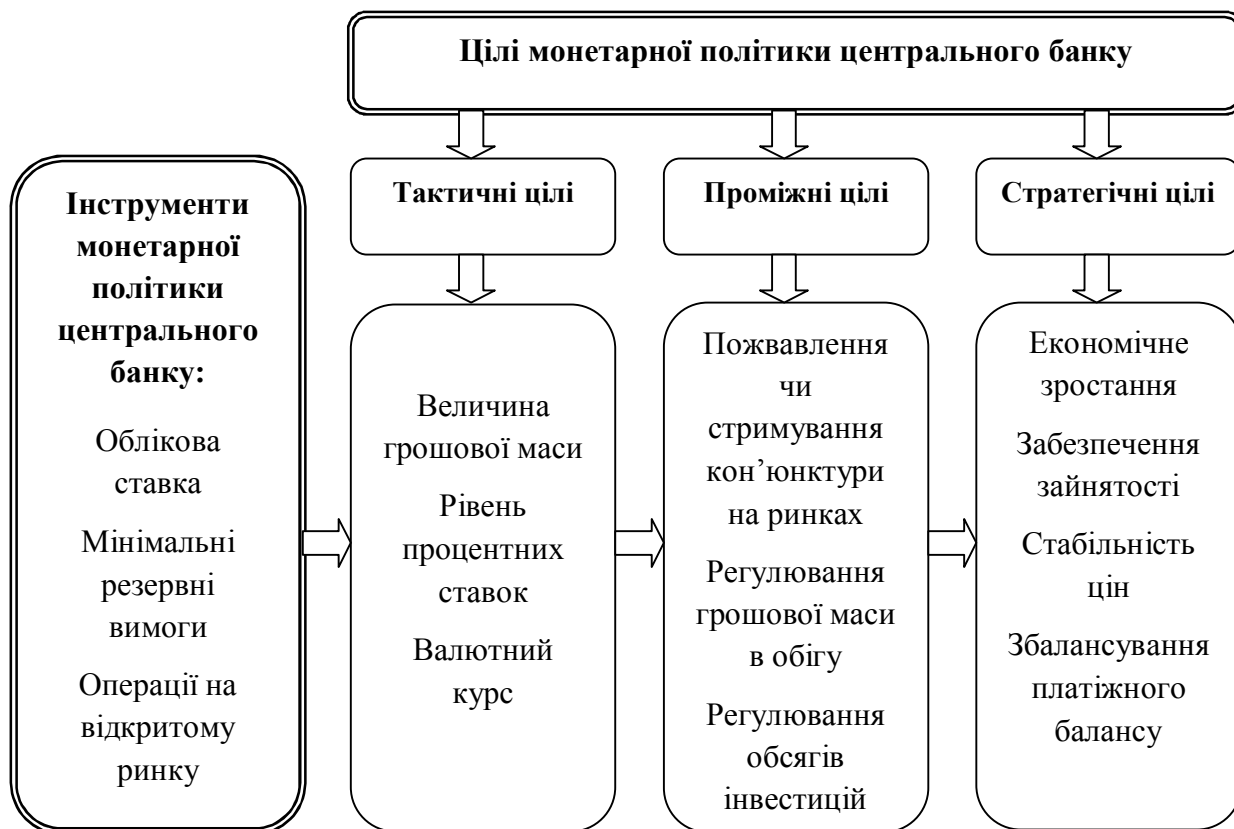 Цілі монетарної політики центрального банку
Інструменти
монетарної
політики
центрального
банку:
Облікова
ставка
Мінімальні
резервні
вимоги
Операції на
відкритому
ринку
Тактичні цілі
Величина
грошової маси
Рівень
процентних
ставок
Валютний
курс
Проміжні цілі
Пожвавлення
чи
стримування
кон’юнктури
на ринках
Регулювання
грошової маси
в обігу
Регулювання
обсягів
інвестицій
Стратегічні цілі
Економічне
зростання
Забезпечення
зайнятості
Стабільність
цін
Збалансування
платіжного
балансу